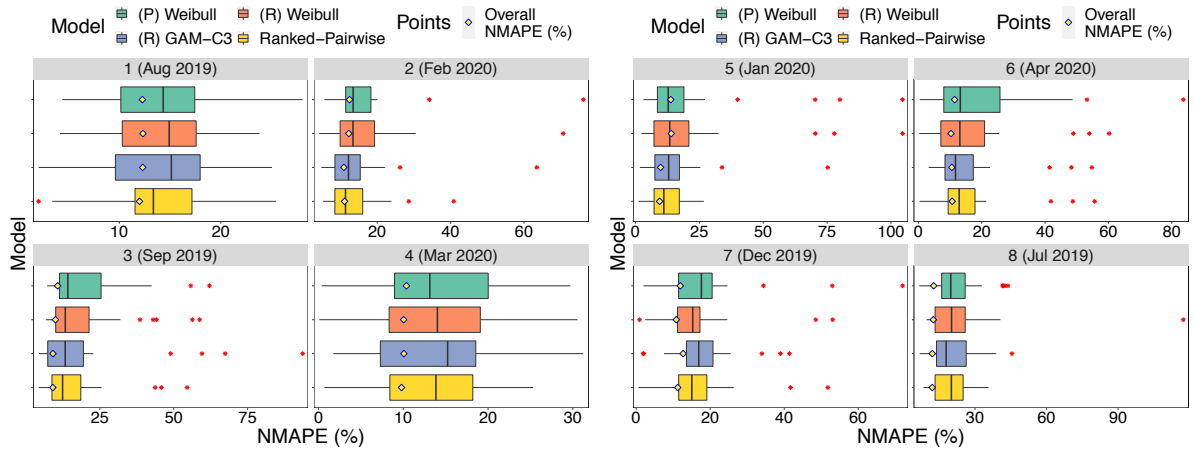 Model
(P) Weibull
(R) Weibull
(R) GAM-C3
Ranked-Pairwise
Points
Overall
NMAPE (%)
1 (Aug 2019)
2 (Feb 2020)
10
20
20
40
60
3 (Sep 2019)
4 (Mar 2020)
25
50
75
0
10
20
30
Model
NMAPE (%)
Model
(P) Weibull
(R) Weibull
(R) GAM-C3
Ranked-Pairwise
Points
Overall
NMAPE (%)
5 (Jan 2020)
6 (Apr 2020)
0
25
50
75
100
0
20
40
60
80
7 (Dec 2019)
8 (Jul 2019)
0
20
40
60
30
60
90
Model
NMAPE (%)